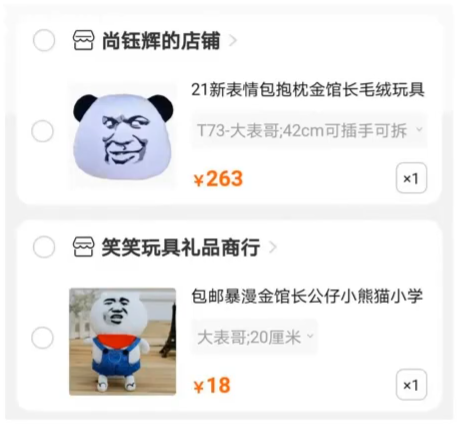 尚钰辉的店铺
21新表情包抱枕金馆长毛绒玩具
T73-大表哥;42cm可插手可拆
¥263
×1
笑笑玩具礼品商行
包邮暴漫金馆长公仔小熊猫小学
大表哥;20厘米
¥18
×1